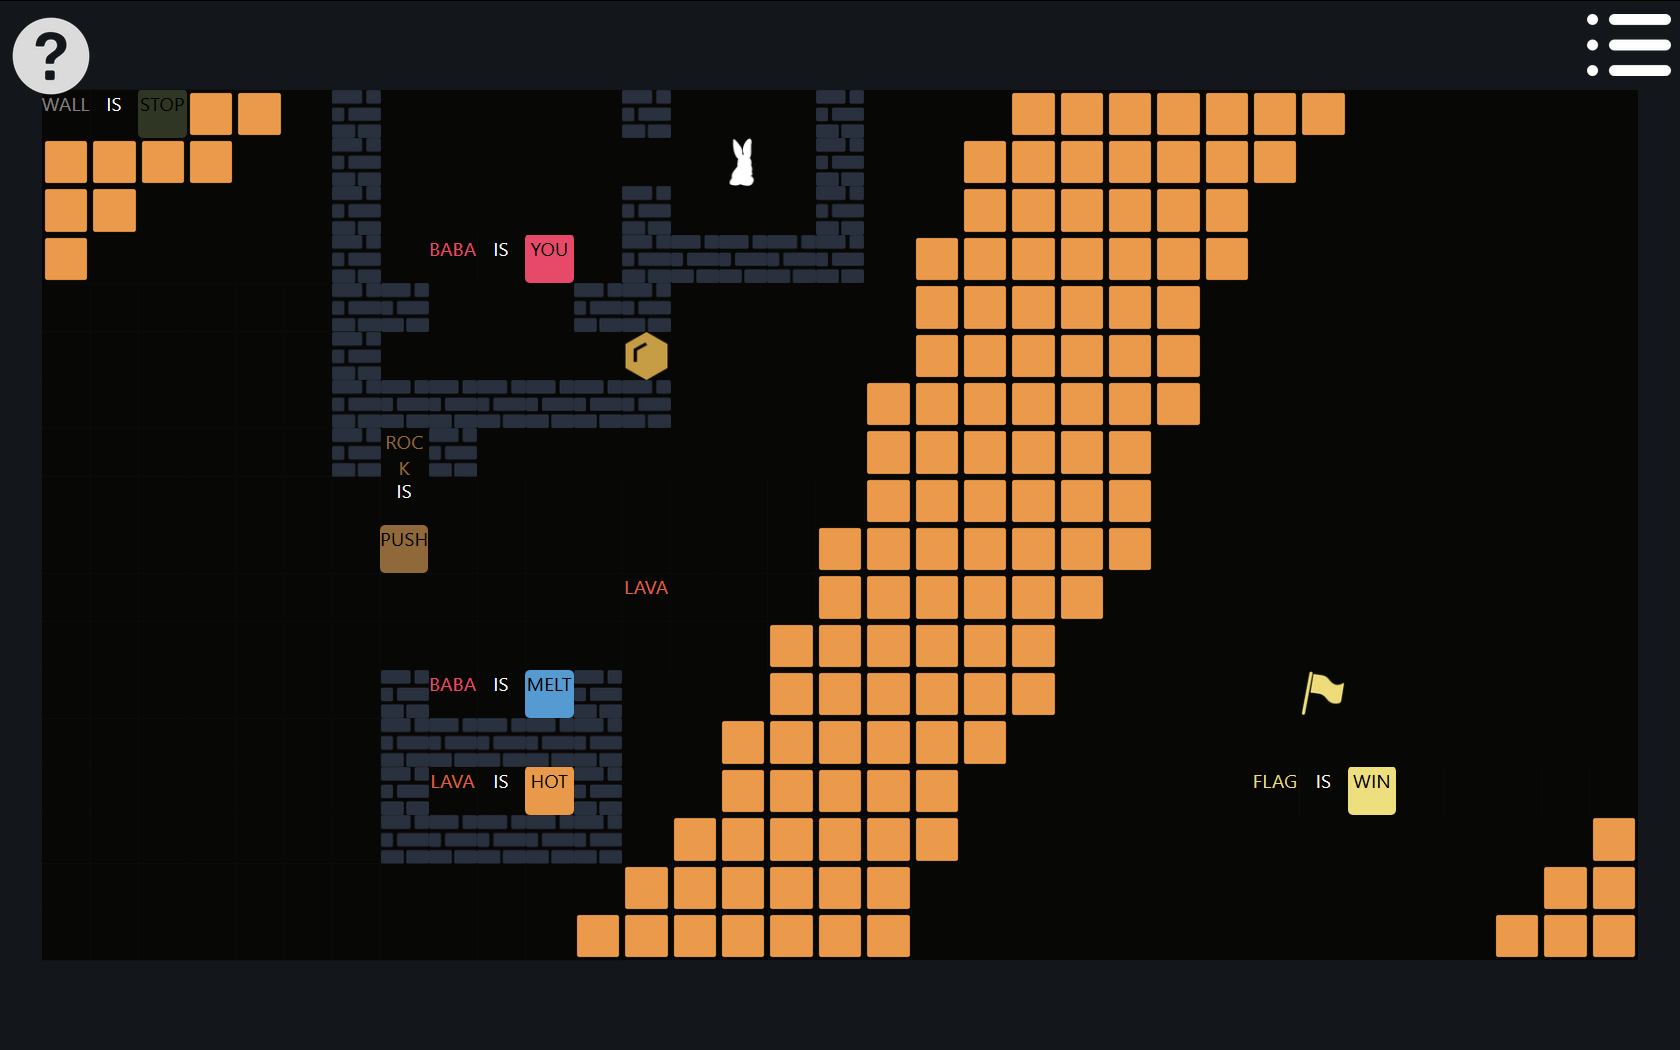 ?
WALL IS STOP
BABA IS YOU
ROC
K
IS
PUSH
LAVA
BABA IS MELT
LAVA IS HOT
FLAG IS WIN